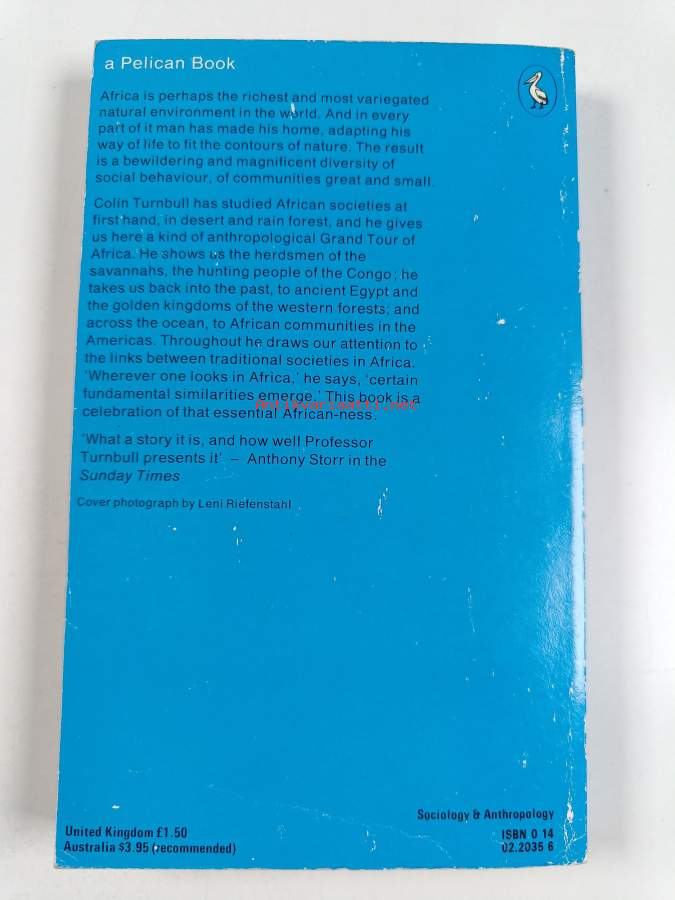 a Pelican Book
Africa is perhaps the richest and most variegated
natural environment in the world. And in every
part of it man has made his home, adapting his
way of life to fit the contours of nature. The result
is a bewildering and magnificent diversity of
social behaviour, of communities great and small.
Colin Turnbull has studied African societies at
first hand, in desert and rain forest, and he gives
us here a kind of anthropological Grand Tour of
Africa. He shows us the herdsmen of the
savannahs, the hunting people of the Congo; he
takes us back into the past, to ancient Egypt and
the golden kingdoms of the western forests; and
across the ocean, to African communities in the
Americas. Throughout he draws our attention to
the links between traditional societies in Africa.
'Wherever one looks in Africa,' he says, 'certain
fundamental similarities emerge.' This book is a
antikvariaatti.net
celebration of that essential African-ness.
'What a story it is, and how well Professor
Turnbull presents it' – Anthony Storr in the
Sunday Times
Cover photograph by Leni Riefenstahl
Sociology & Anthropology
United Kingdom £1.50
Australia $3.95 (recommended)
ISBN 0 14
02.2035 6